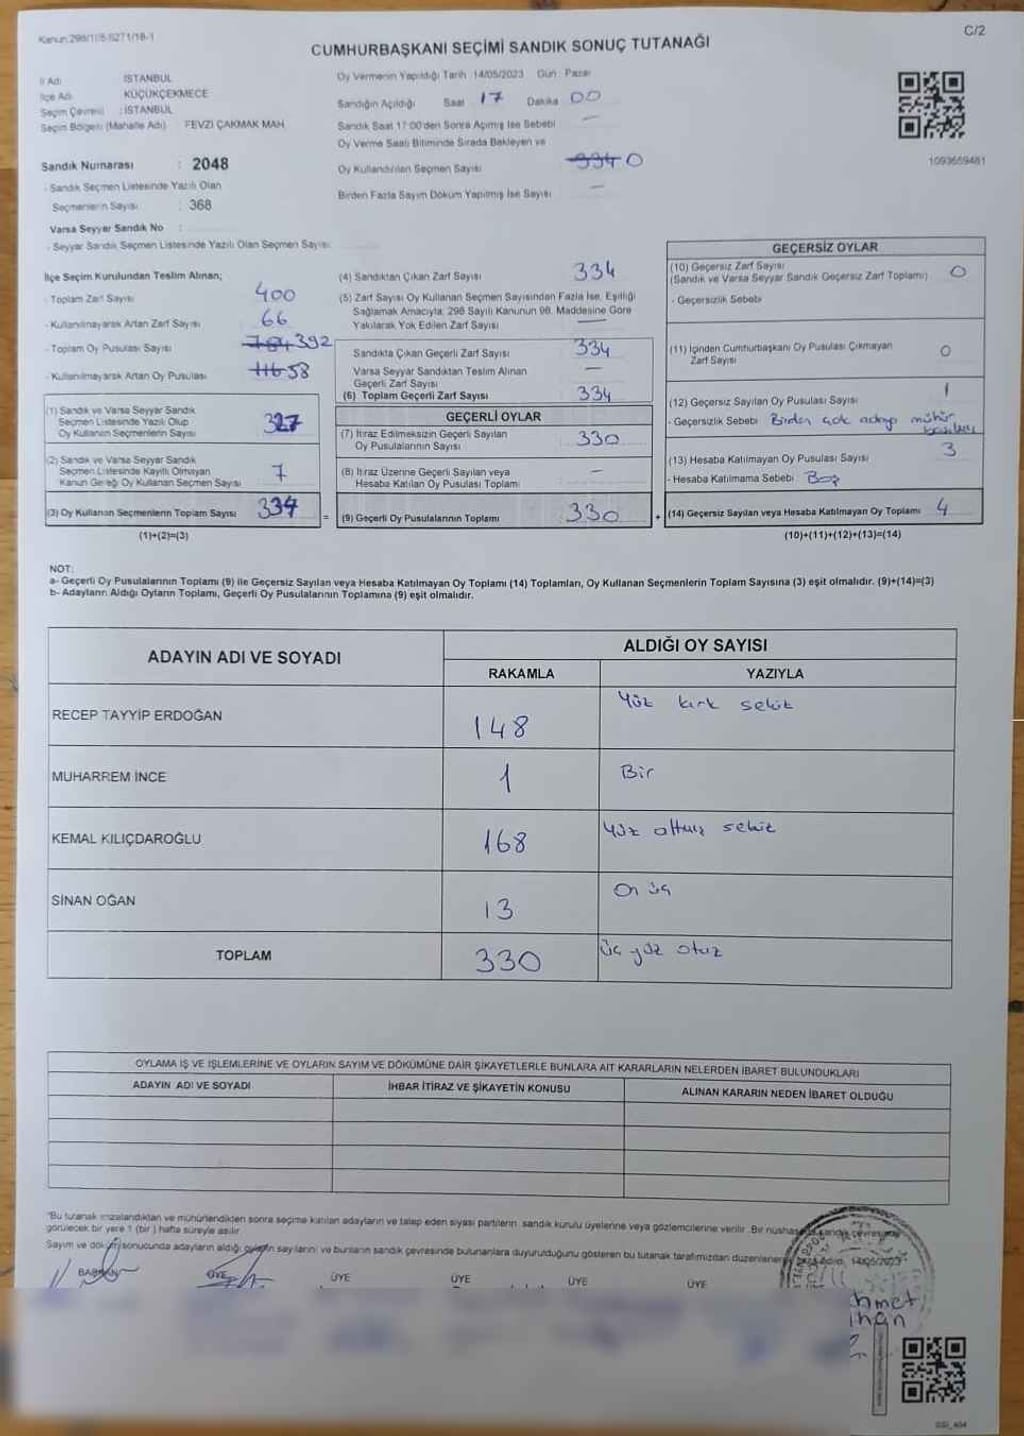 Kanun:298/1
C/2
CUMHURBAŞKANI SEÇİMİ SANDIK SONUÇ TUTANAĞI
İl Adı : İSTANBUL
İlçe Adı : KÜÇÜKÇEKMECE
Seçim Çevresi : İSTANBUL
Seçim Bölgesi (Mahalle Adı) FEVZİ ÇAKMAK MAH
Sandık Numarası : 2048
- Sandık Seçmen Listesinde Yazılı Olan
Seçmenlerin Sayısı : 368
Varsa Seyyar Sandık No :
- Seyyar Sandık Seçmen Listesinde Yazılı Olan Seçmen Sayısı
Oy Vermenin Yapıldığı Tarih :14/05/2023 Gün : Pazar
Sandığın Açıldığı Saat 17 Dakika 00
Sandık Saat 17:00'den Sonra Açılmış İse Sebebi —
Oy Verme Saati Bitiminde Sırada Bekleyen ve
Oy Kullandırılan Seçmen Sayısı 334 0
Birden Fazla Sayım Döküm Yapılmış İse Sayısı —
1093659481
İlçe Seçim Kurulundan Teslim Alınan;
- Toplam Zarf Sayısı 400
- Kullanılmayarak Artan Zarf Sayısı 66
- Toplam Oy Pusulası Sayısı 784 392
- Kullanılmayarak Artan Oy Pusulası 116 58
(1) Sandık ve Varsa Seyyar Sandık
Seçmen Listesinde Yazılı Olup
Oy Kullanan Seçmenlerin Sayısı 327
(2) Sandık ve Varsa Seyyar Sandık
Seçmen Listesinde Kayıtlı Olmayan
Kanun Gereği Oy Kullanan Seçmen Sayısı 7
(3) Oy Kullanan Seçmenlerin Toplam Sayısı 334 =
(1)+(2)=(3)
(4) Sandıktan Çıkan Zarf Sayısı 334
(5) Zarf Sayısı Oy Kullanan Seçmen Sayısından Fazla İse, Eşitliği
Sağlamak Amacıyla; 298 Sayılı Kanunun 98. Maddesine Göre
Yakılarak Yok Edilen Zarf Sayısı —
Sandıkta Çıkan Geçerli Zarf Sayısı 334
Varsa Seyyar Sandıktan Teslim Alınan
Geçerli Zarf Sayısı —
(6) Toplam Geçerli Zarf Sayısı 334
GEÇERLİ OYLAR
(7) İtiraz Edilmeksizin Geçerli Sayılan
Oy Pusulalarının Sayısı 330
(8) İtiraz Üzerine Geçerli Sayılan veya
Hesaba Katılan Oy Pusulası Toplamı —
(9) Geçerli Oy Pusulalarının Toplamı 330 +
GEÇERSİZ OYLAR
(10) Geçersiz Zarf Sayısı
(Sandık ve Varsa Seyyar Sandık Geçersiz Zarf Toplamı) 0
- Geçersizlik Sebebi
(11) İçinden Cumhurbaşkanı Oy Pusulası Çıkmayan
Zarf Sayısı 0
(12) Geçersiz Sayılan Oy Pusulası Sayısı 1
- Geçersizlik Sebebi Birden çok adaya mühür
(13) Hesaba Katılmayan Oy Pusulası Sayısı 3
- Hesaba Katılmama Sebebi Boş
(14) Geçersiz Sayılan veya Hesaba Katılmayan Oy Toplamı 4
(10)+(11)+(12)+(13)=(14)
NOT:
a- Geçerli Oy Pusulalarının Toplamı (9) ile Geçersiz Sayılan veya Hesaba Katılmayan Oy Toplamı (14) Toplamları, Oy Kullanan Seçmenlerin Toplam Sayısına (3) eşit olmalıdır. (9)+(14)=(3)
b- Adayların Aldığı Oyların Toplamı, Geçerli Oy Pusulalarının Toplamına (9) eşit olmalıdır.
ADAYIN ADI VE SOYADI
ALDIĞI OY SAYISI
RAKAMLA YAZIYLA
RECEP TAYYİP ERDOĞAN 148 Yüz kırk sekiz
MUHARREM İNCE 1 Bir
KEMAL KILIÇDAROĞLU 168 Yüz altmış sekiz
SİNAN OĞAN 13 On üç
TOPLAM 330 üç yüz otuz
OYLAMA İŞ VE İŞLEMLERİNE VE OYLARIN SAYIM VE DÖKÜMÜNE DAİR ŞİKAYETLERLE BUNLARA AİT KARARLARIN NELERDEN İBARET BULUNDUKLARI
ADAYIN ADI VE SOYADI İHBAR İTİRAZ VE ŞİKAYETİN KONUSU ALINAN KARARIN NEDEN İBARET OLDUĞU
"Bu tutanak imzalandıktan ve mühürlendikten sonra seçime katılan adayların ve talep eden siyasi partilerin, sandık kurulu üyelerine veya gözlemcilerine verilir. Bir nüshası da sandık çevresinde
görülecek bir yere 1 (bir) hafta süreyle asılır.
Sayım ve döküm sonucunda adayların aldığı oyların sayılarını ve bunların sandık çevresinde bulunanlara duyurulduğunu gösteren bu tutanak tarafımızdan düzenlenerek 14/05/2023
BAŞKAN ÜYE ÜYE ÜYE ÜYE ÜYE
hmet
ihan